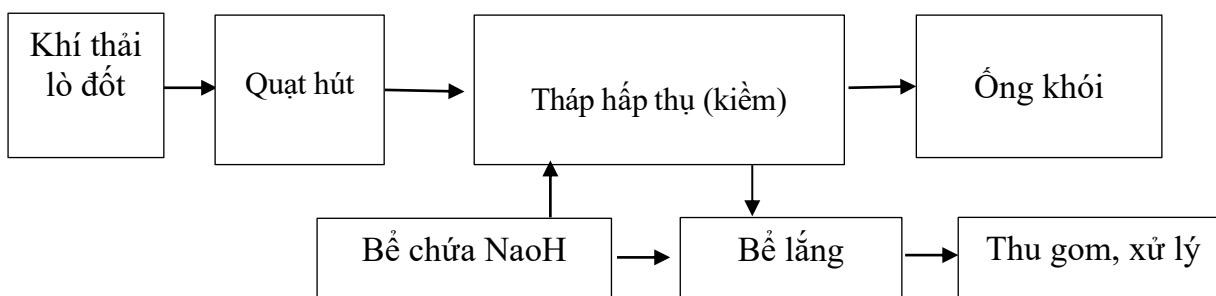 Khí thải
lò đốt
Quạt hút
Tháp hấp thụ (kiềm)
Ống khói
Bể chứa NaoH
Bể lắng
Thu gom, xử lý